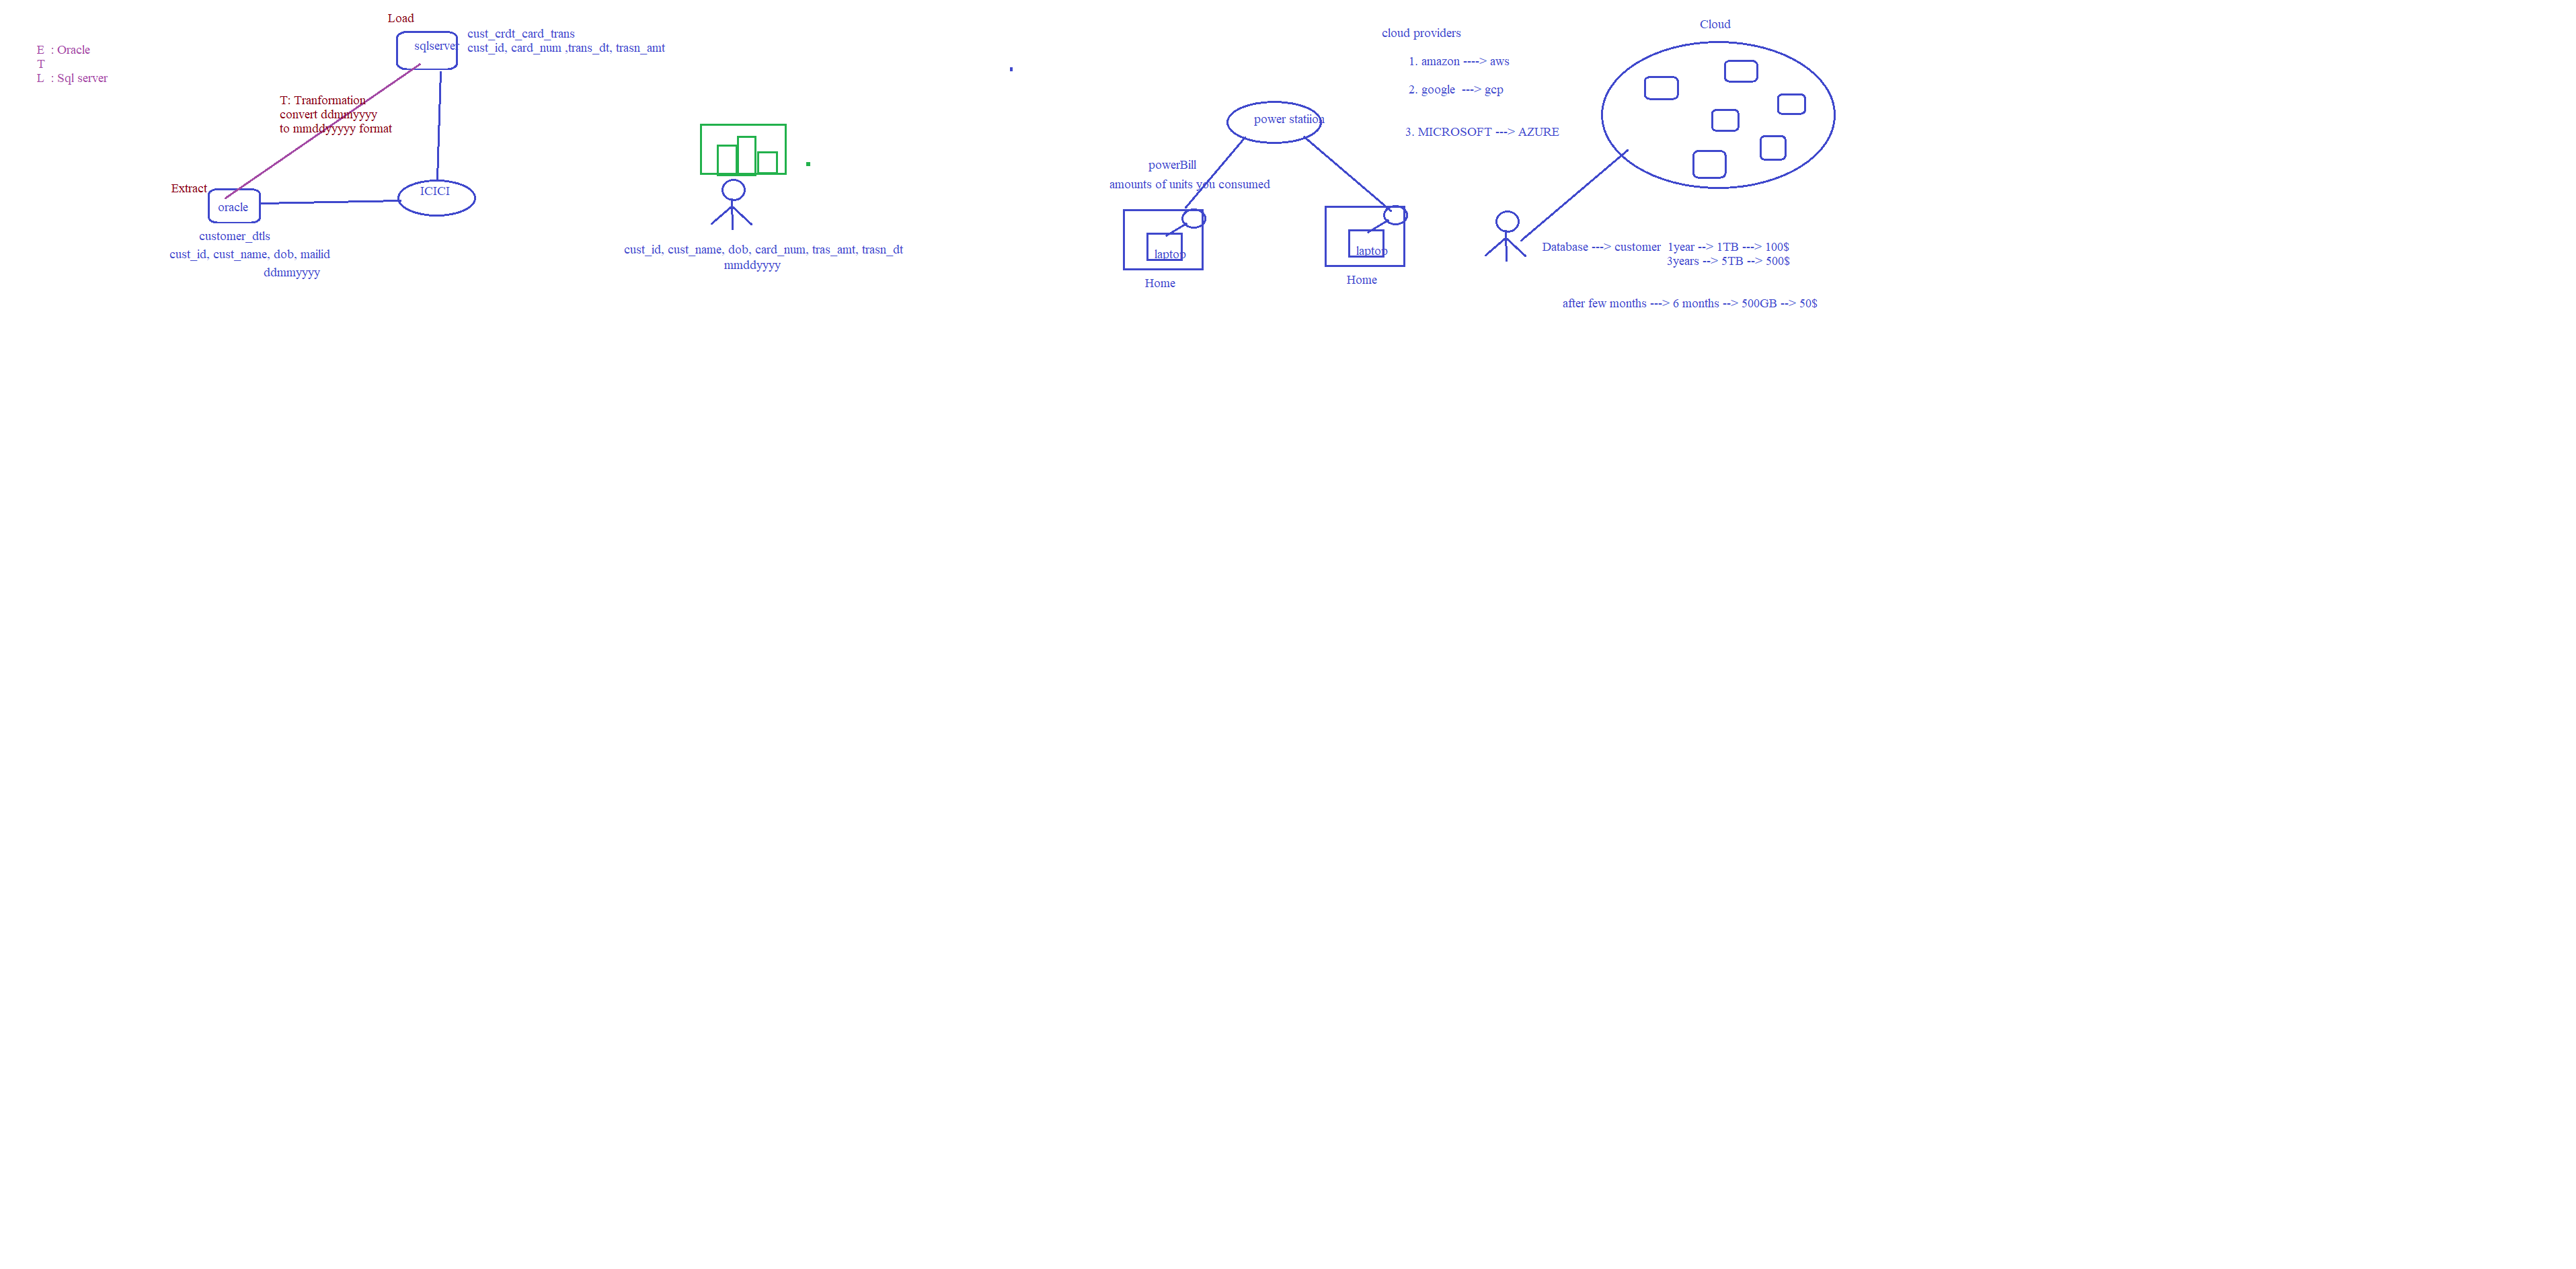 Load
sqlserver
cust_crdt_card_trans
cust_id, card_num ,trans_dt, trasn_amt
E : Oracle
T
L : Sql server
T: Tranformation
convert ddmmyyyy
to mmddyyyyy format
Extract
oracle
ICICI
customer_dtls
cust_id, cust_name, dob, mailid
ddmmyyyy
cust_id, cust_name, dob, card_num, tras_amt, trasn_dt
mmddyyyy
power statiion
powerBill
amounts of units you consumed
laptop
Home
laptop
Home
cloud providers
1. amazon ----> aws
2. google ---> gcp
3. MICROSOFT ---> AZURE
Cloud
Database ---> customer 1year --> 1TB ---> 100$
3years --> 5TB --> 500$
after few months ---> 6 months --> 500GB --> 50$